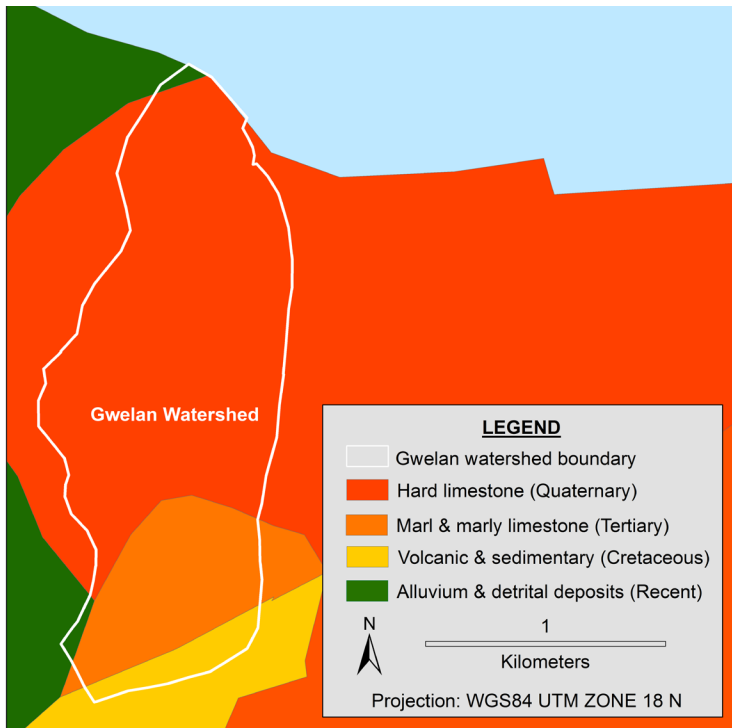 Gwelan Watershed
LEGEND
Gwelan watershed boundary
Hard limestone (Quaternary)
Marl & marly limestone (Tertiary)
Volcanic & sedimentary (Cretaceous)
Alluvium & detrital deposits (Recent)
N
1
Kilometers
Projection: WGS84 UTM ZONE 18 N